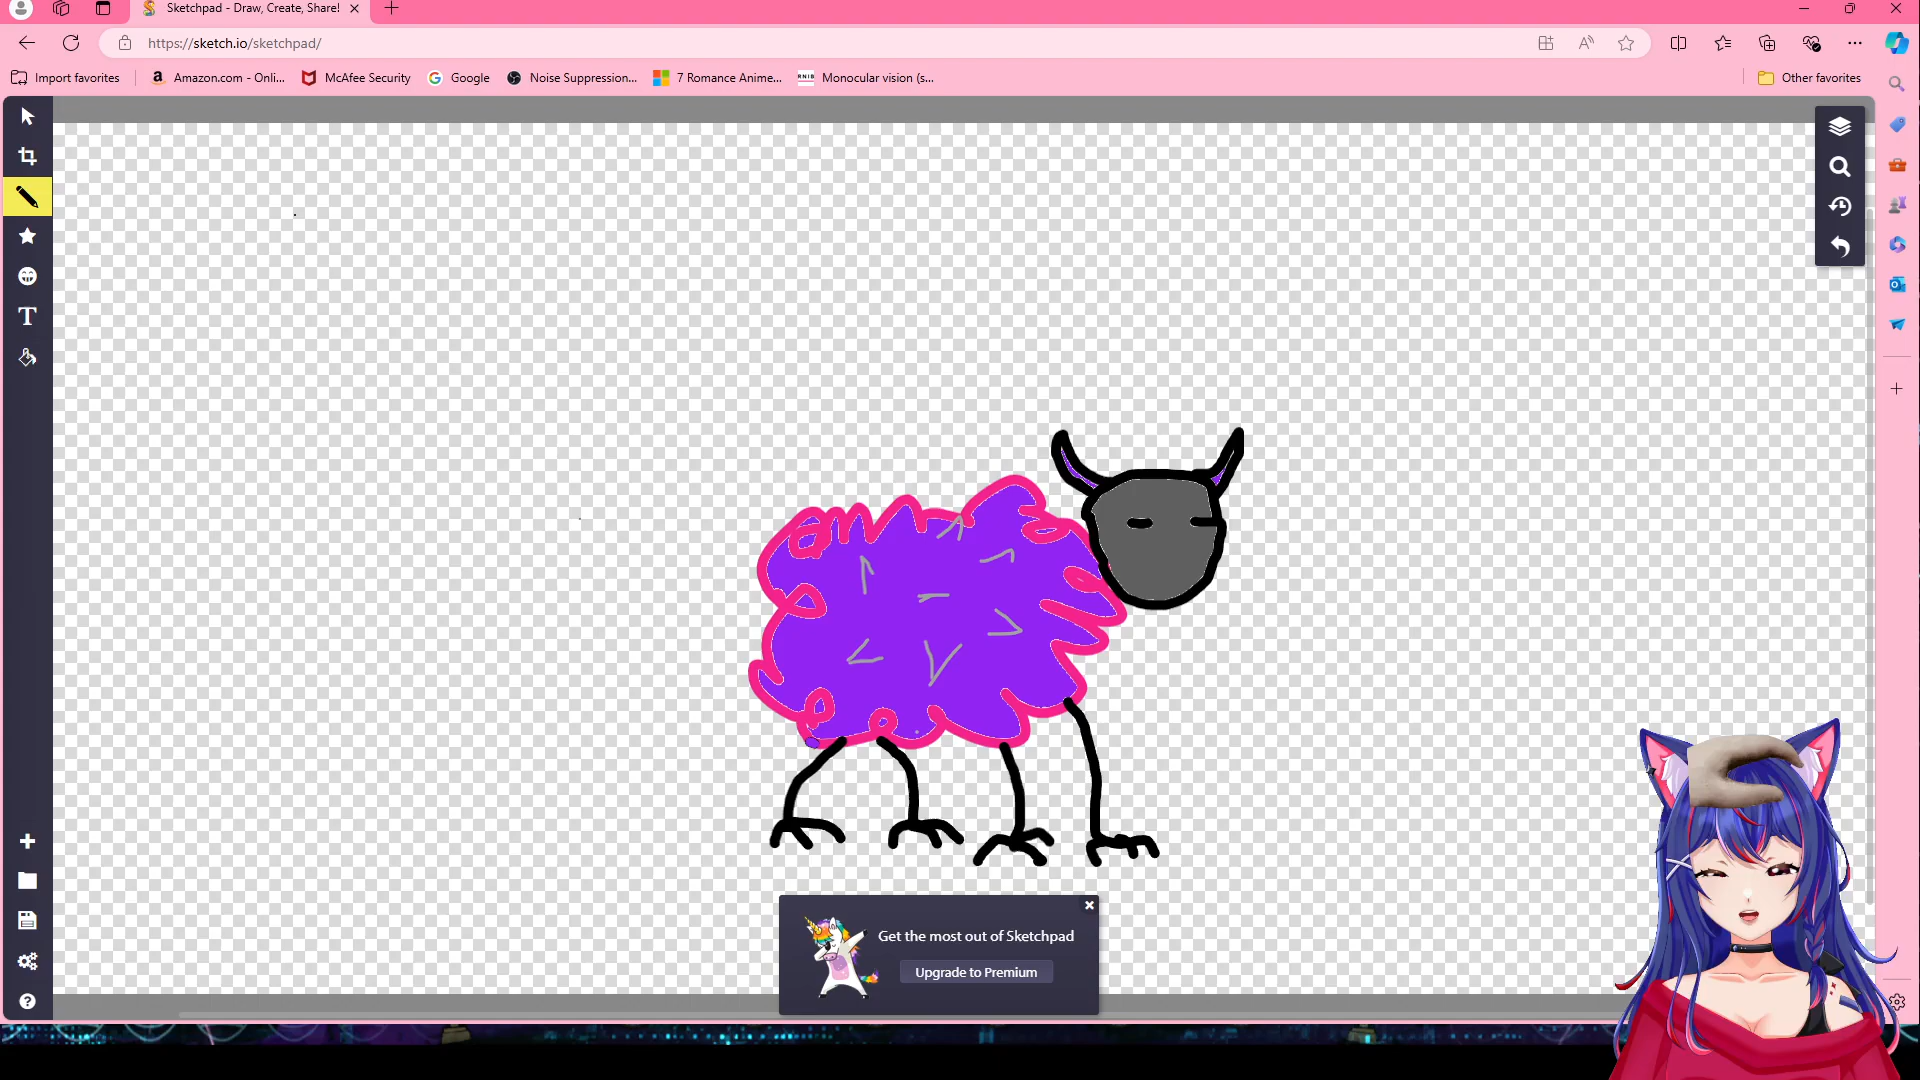 Sketchpad - Draw, Create, Share!
https://sketch.io/sketchpad/
Import favorites
Amazon.com - Onli...
McAfee Security
Google
Noise Suppression...
7 Romance Anime...
RNIB
Monocular vision (s...
Other favorites
T
Get the most out of Sketchpad
Upgrade to Premium